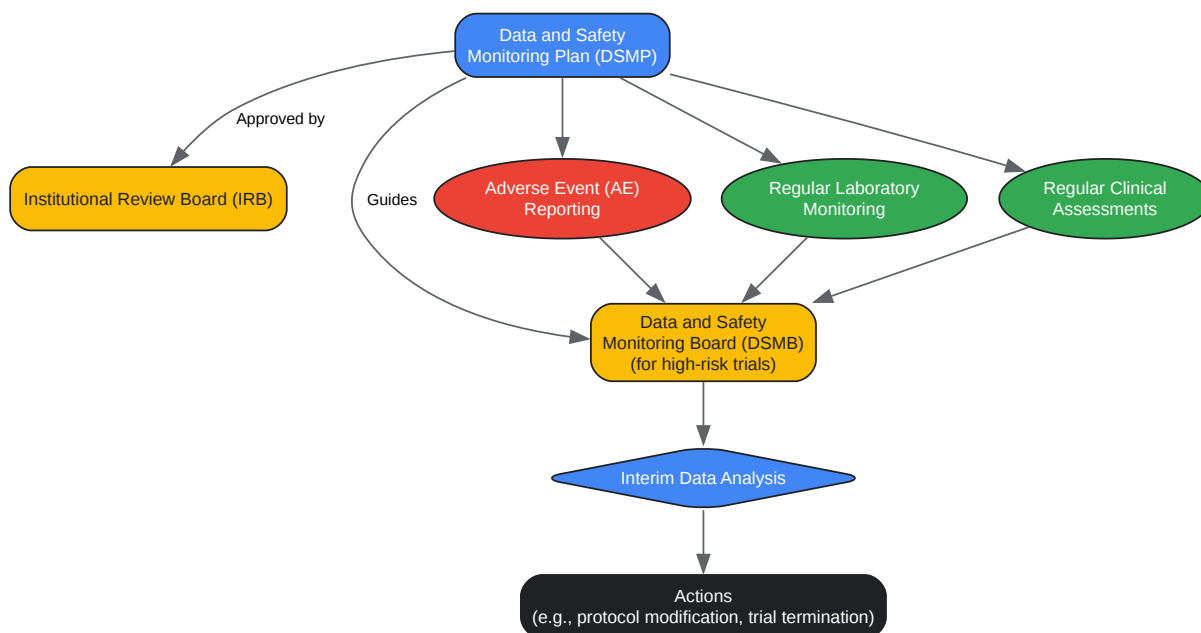 Data and Safety
Monitoring Plan (DSMP)
Approved by
Institutional Review Board (IRB)
Guides
Adverse Event (AE)
Reporting
Regular Laboratory
Monitoring
Regular Clinical
Assessments
Data and Safety
Monitoring Board (DSMB)
(for high-risk trials)
Interim Data Analysis
Actions
(e.g., protocol modification, trial termination)